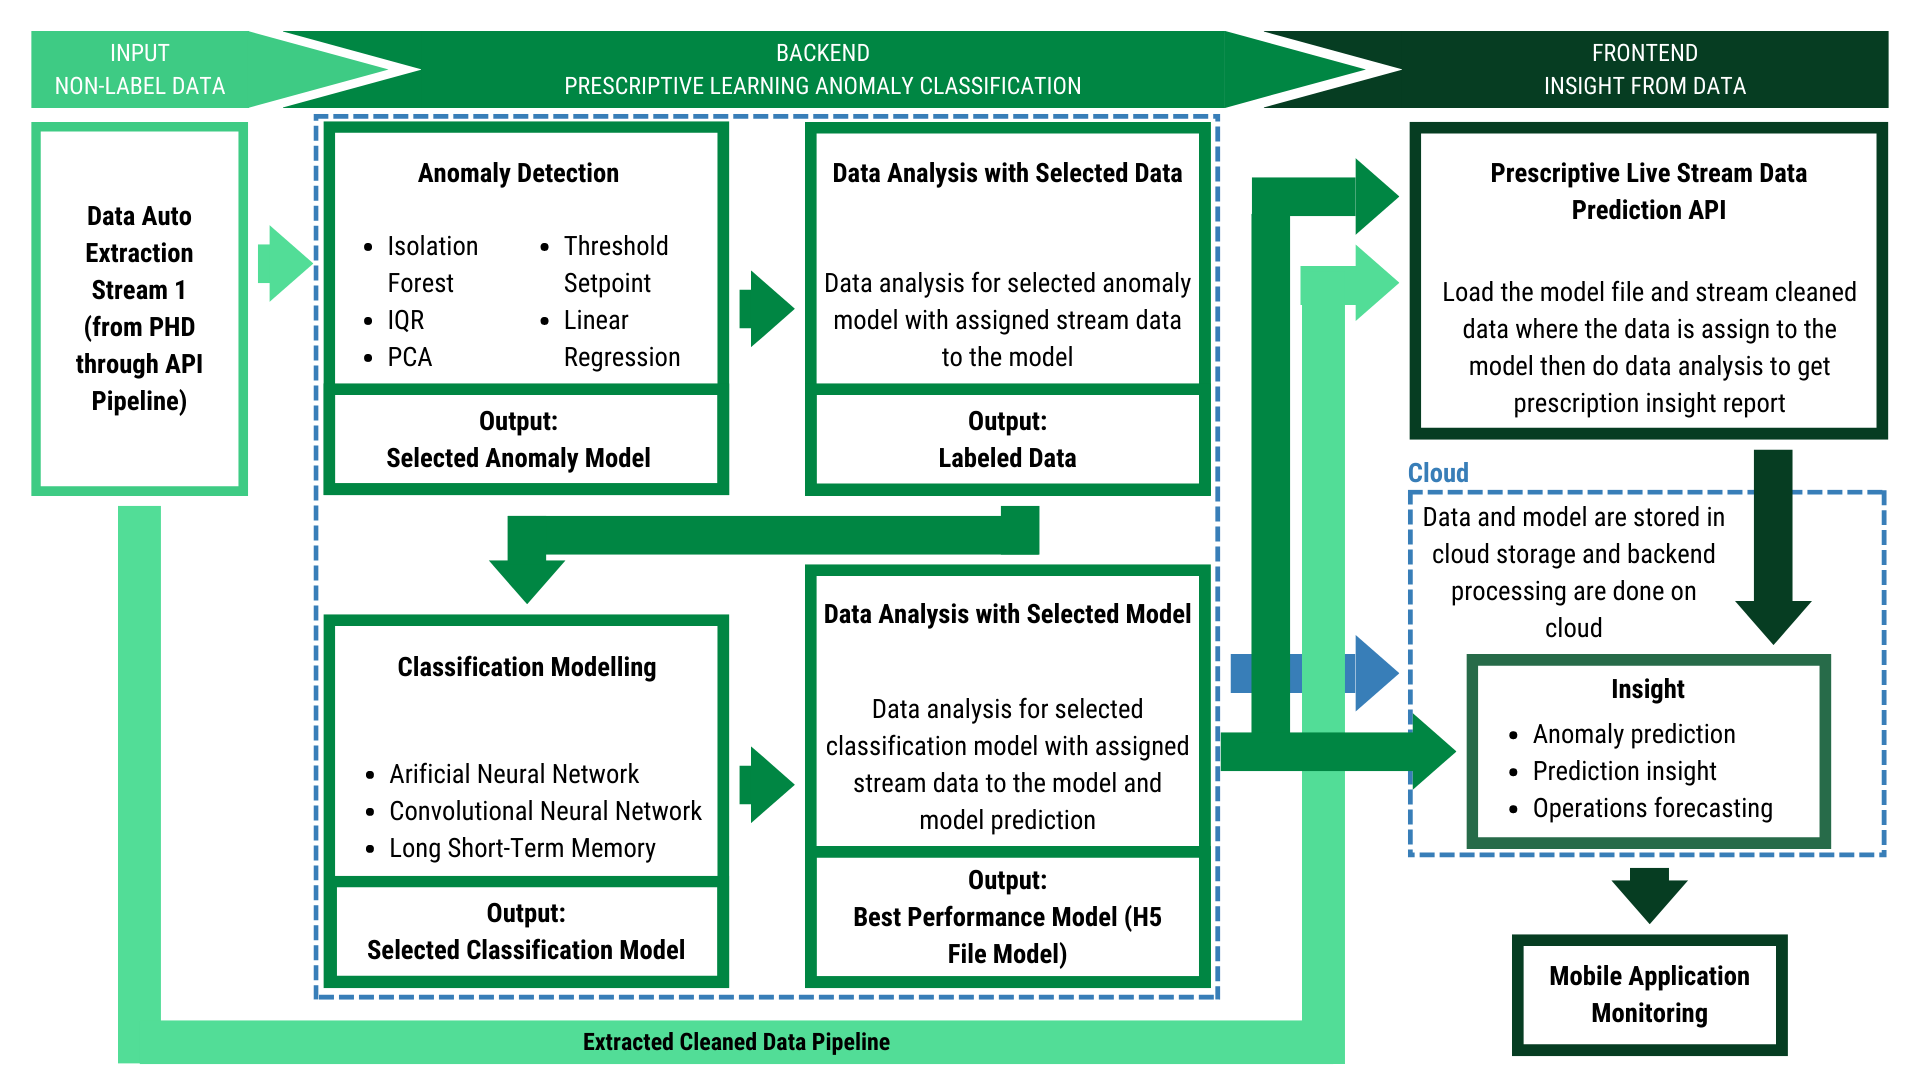 INPUT
NON-LABEL DATA
BACKEND
PRESCRIPTIVE LEARNING ANOMALY CLASSIFICATION
FRONTEND
INSIGHT FROM DATA
Data Auto
Extraction
Stream 1
(from PHD
through API
Pipeline)
Anomaly Detection
Isolation
Forest
IQR
PCA
Threshold
Setpoint
Linear
Regression
Output:
Selected Anomaly Model
Data Analysis with Selected Data
Data analysis for selected anomaly
model with assigned stream data
to the model
Output:
Labeled Data
Classification Modelling
Arificial Neural Network
Convolutional Neural Network
Long Short-Term Memory
Output:
Selected Classification Model
Data Analysis with Selected Model
Data analysis for selected
classification model with assigned
stream data to the model and
model prediction
Output:
Best Performance Model (H5
File Model)
Prescriptive Live Stream Data
Prediction API
Load the model file and stream cleaned
data where the data is assign to the
model then do data analysis to get
prescription insight report
Cloud
Data and model are stored in
cloud storage and backend
processing are done on
cloud
Insight
Anomaly prediction
Prediction insight
Operations forecasting
Mobile Application
Monitoring
Extracted Cleaned Data Pipeline